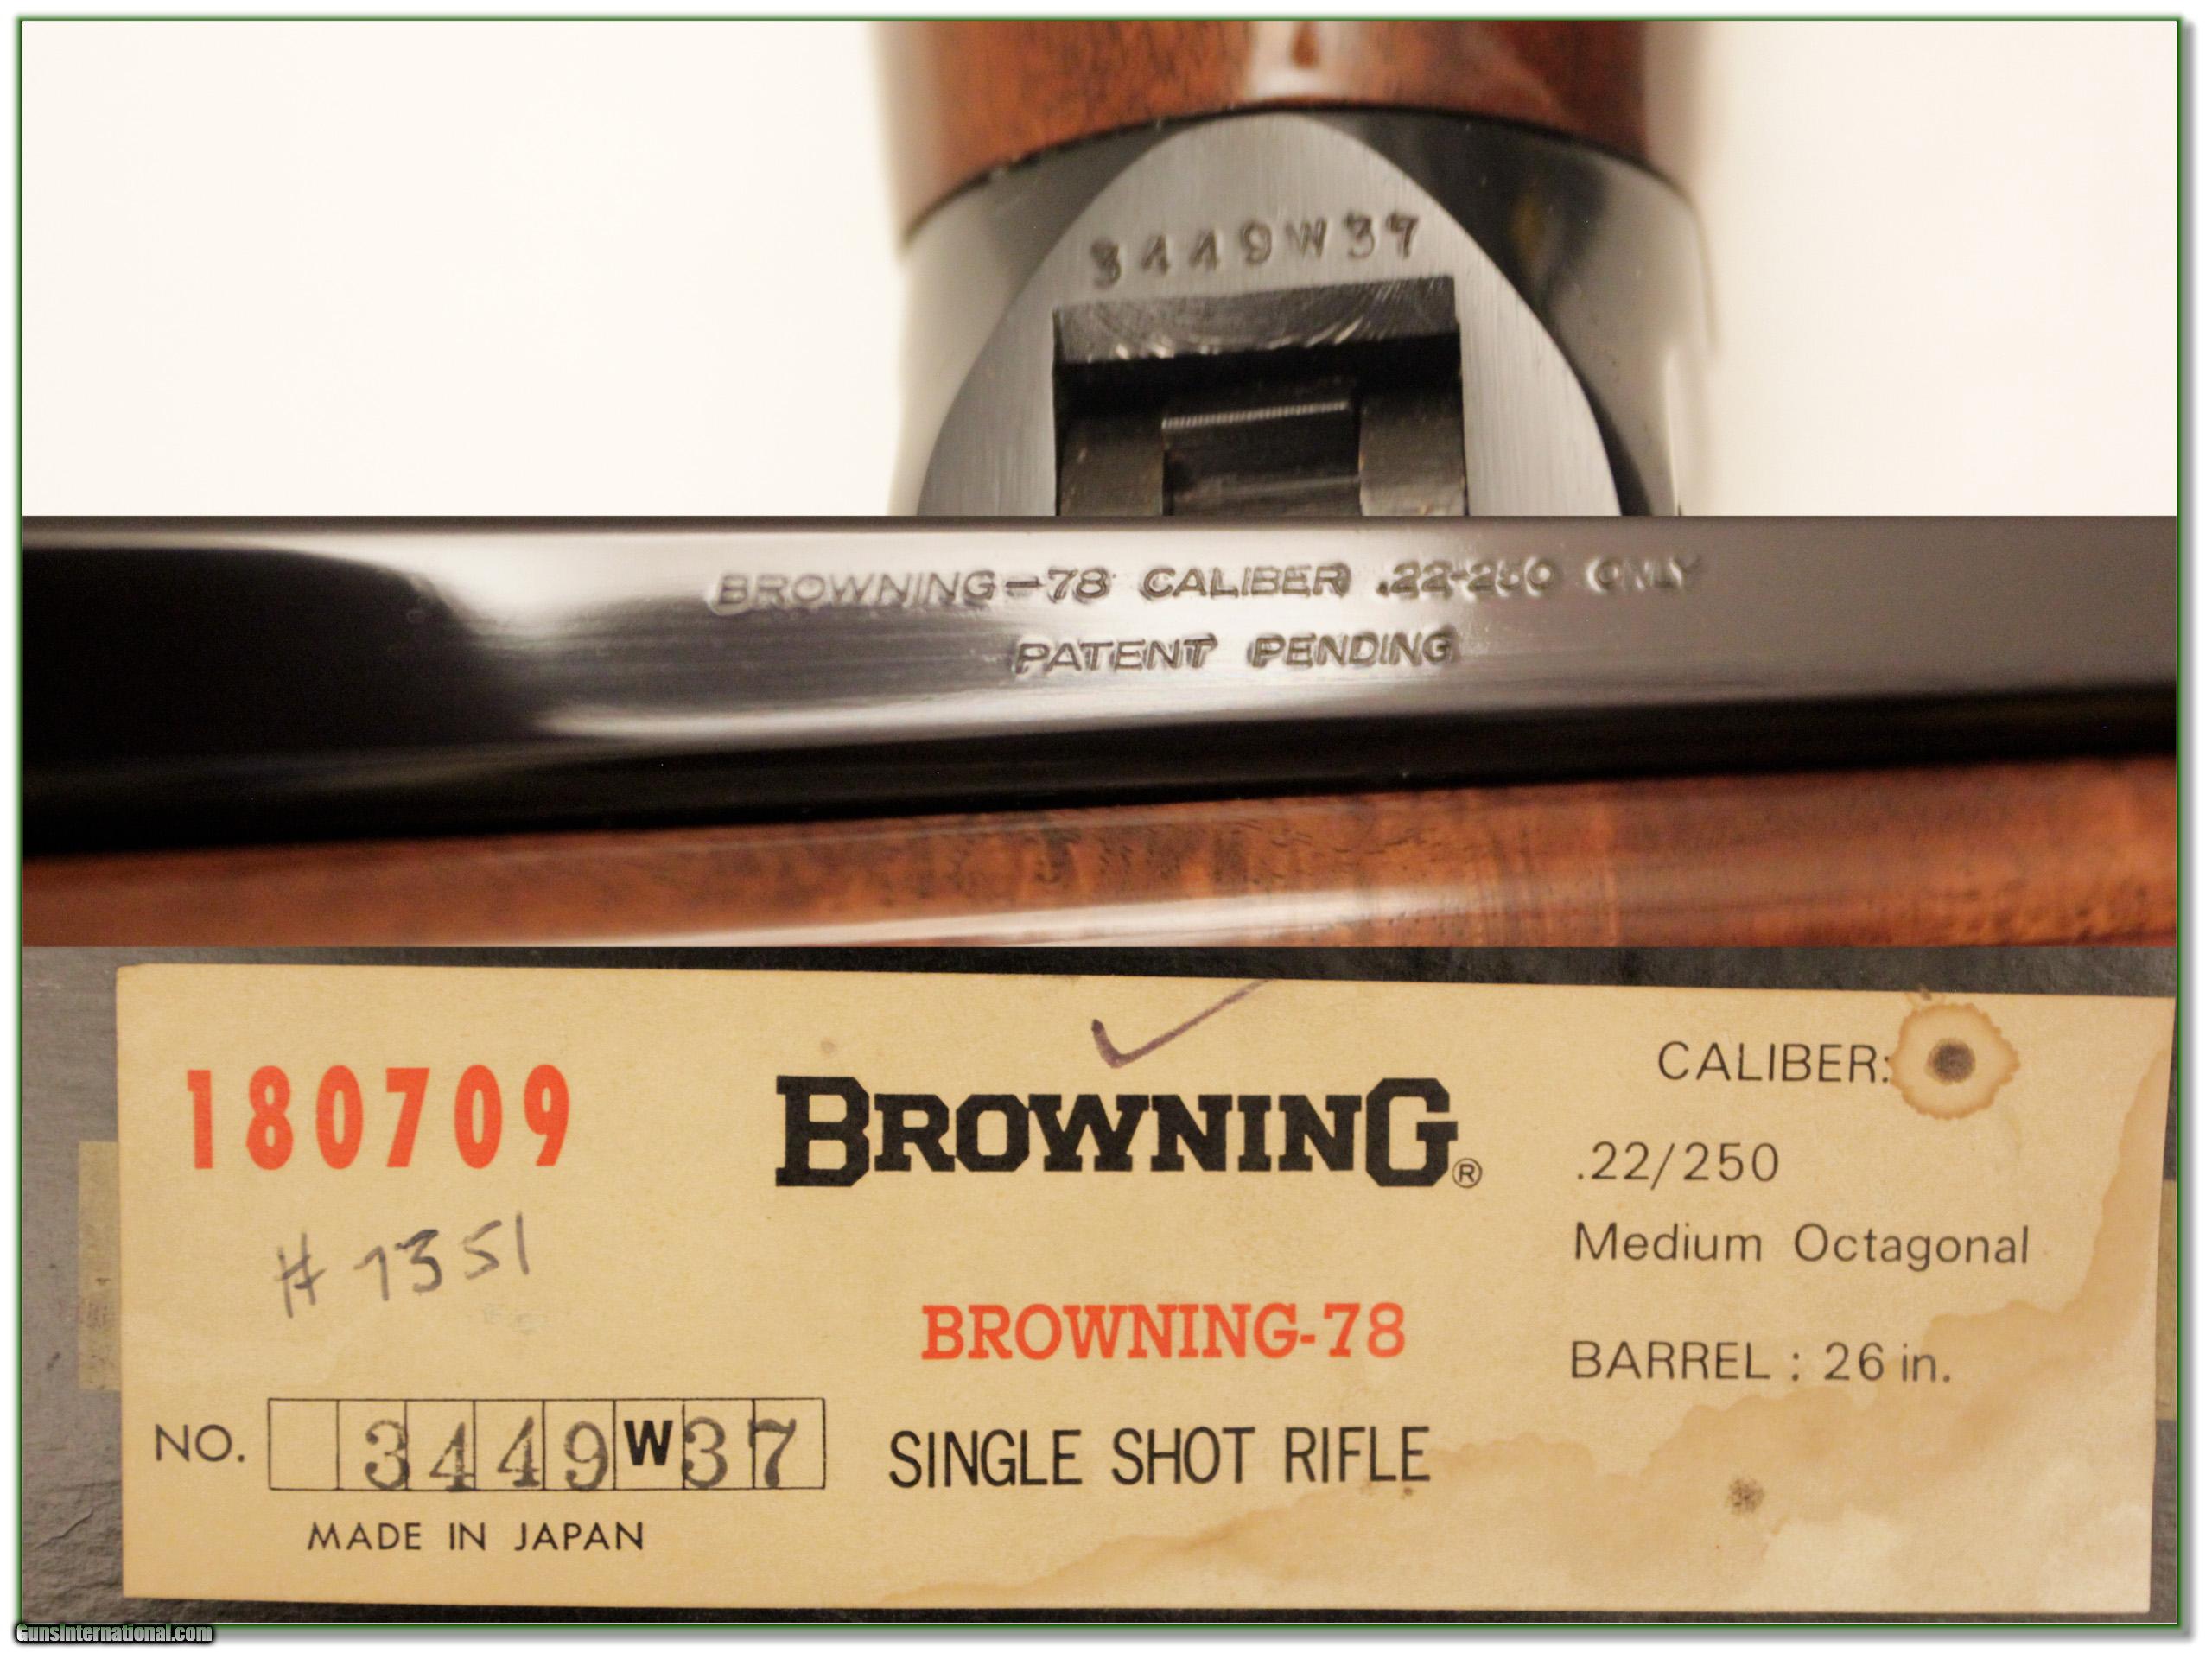 3449W37
BROWNING-78 CALIBER .22-250 ONLY
PATENT PENDING
180709
BROWNING®
CALIBER:
.22/250
# 7351
Medium Octagonal
BROWNING-78
BARREL : 26 in.
NO. 3449W37
SINGLE SHOT RIFLE
MADE IN JAPAN
GunsInternational.com